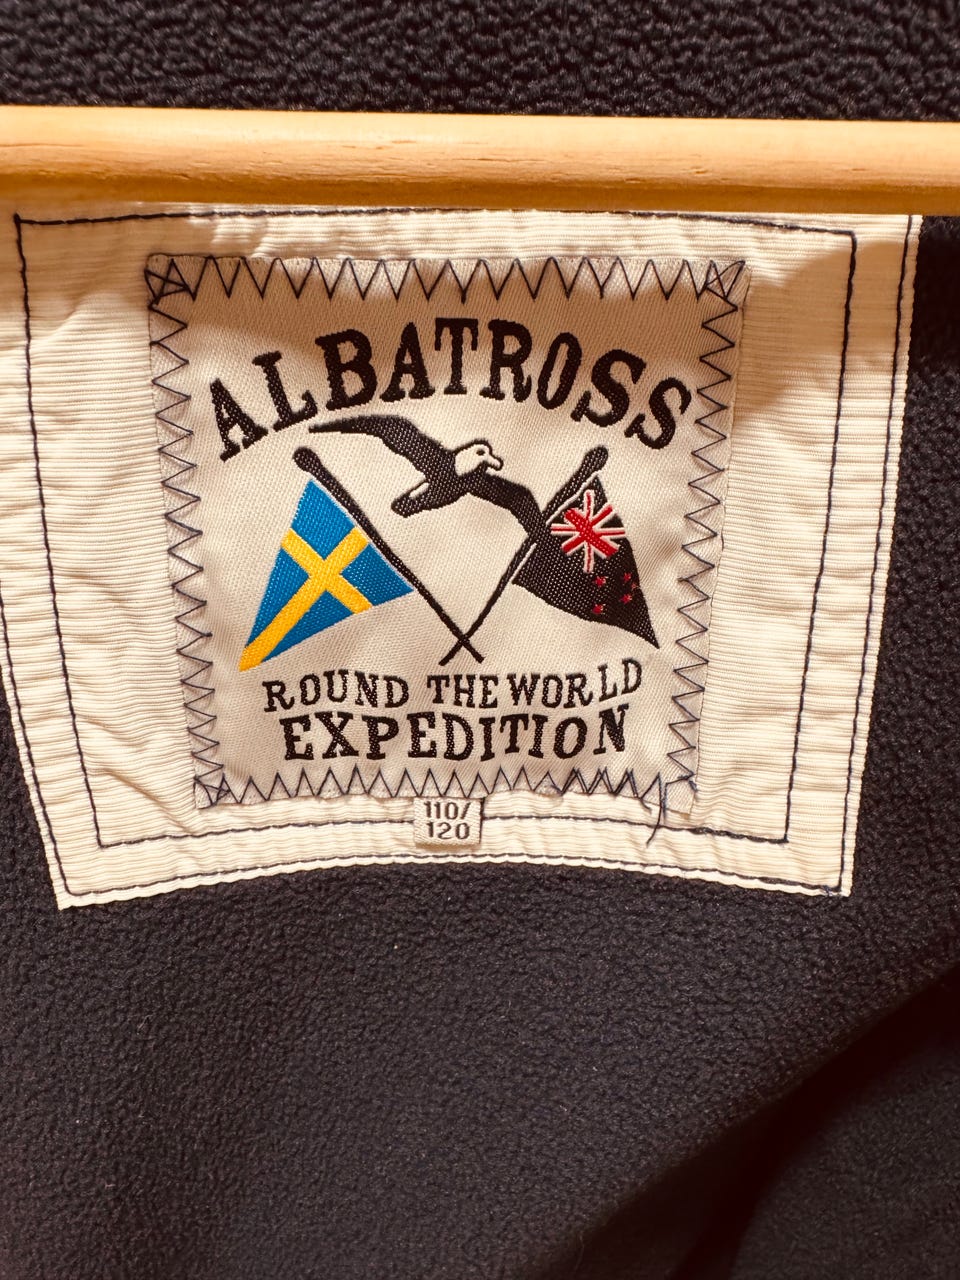 ALBATROSS
ROUND THE WORLD
EXPEDITION
110/
120